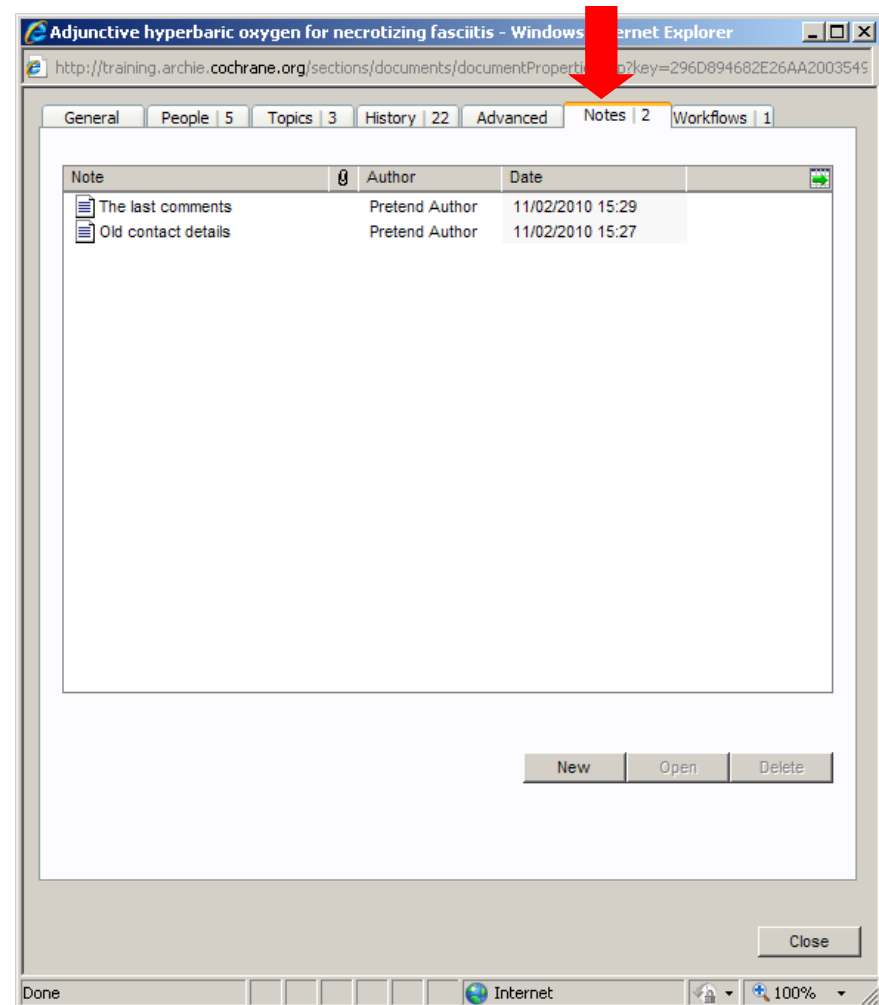 Adjunctive hyperbaric oxygen for necrotizing fasciitis - Windows ernet Explorer
http://training.archie.cochrane.org/sections/documents/documentProperti p?key=296D894682E26AA2003549
General People | 5 Topics | 3 History | 22 Advanced Notes | 2 Workflows | 1
Note Author Date
The last comments Pretend Author 11/02/2010 15:29
Old contact details Pretend Author 11/02/2010 15:27
New Open Delete
Close
Done Internet 100%